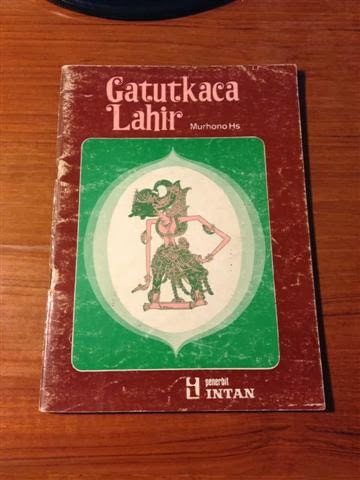 Gatutkaca
Lahir
Murhono Hs
penerbit
INTAN